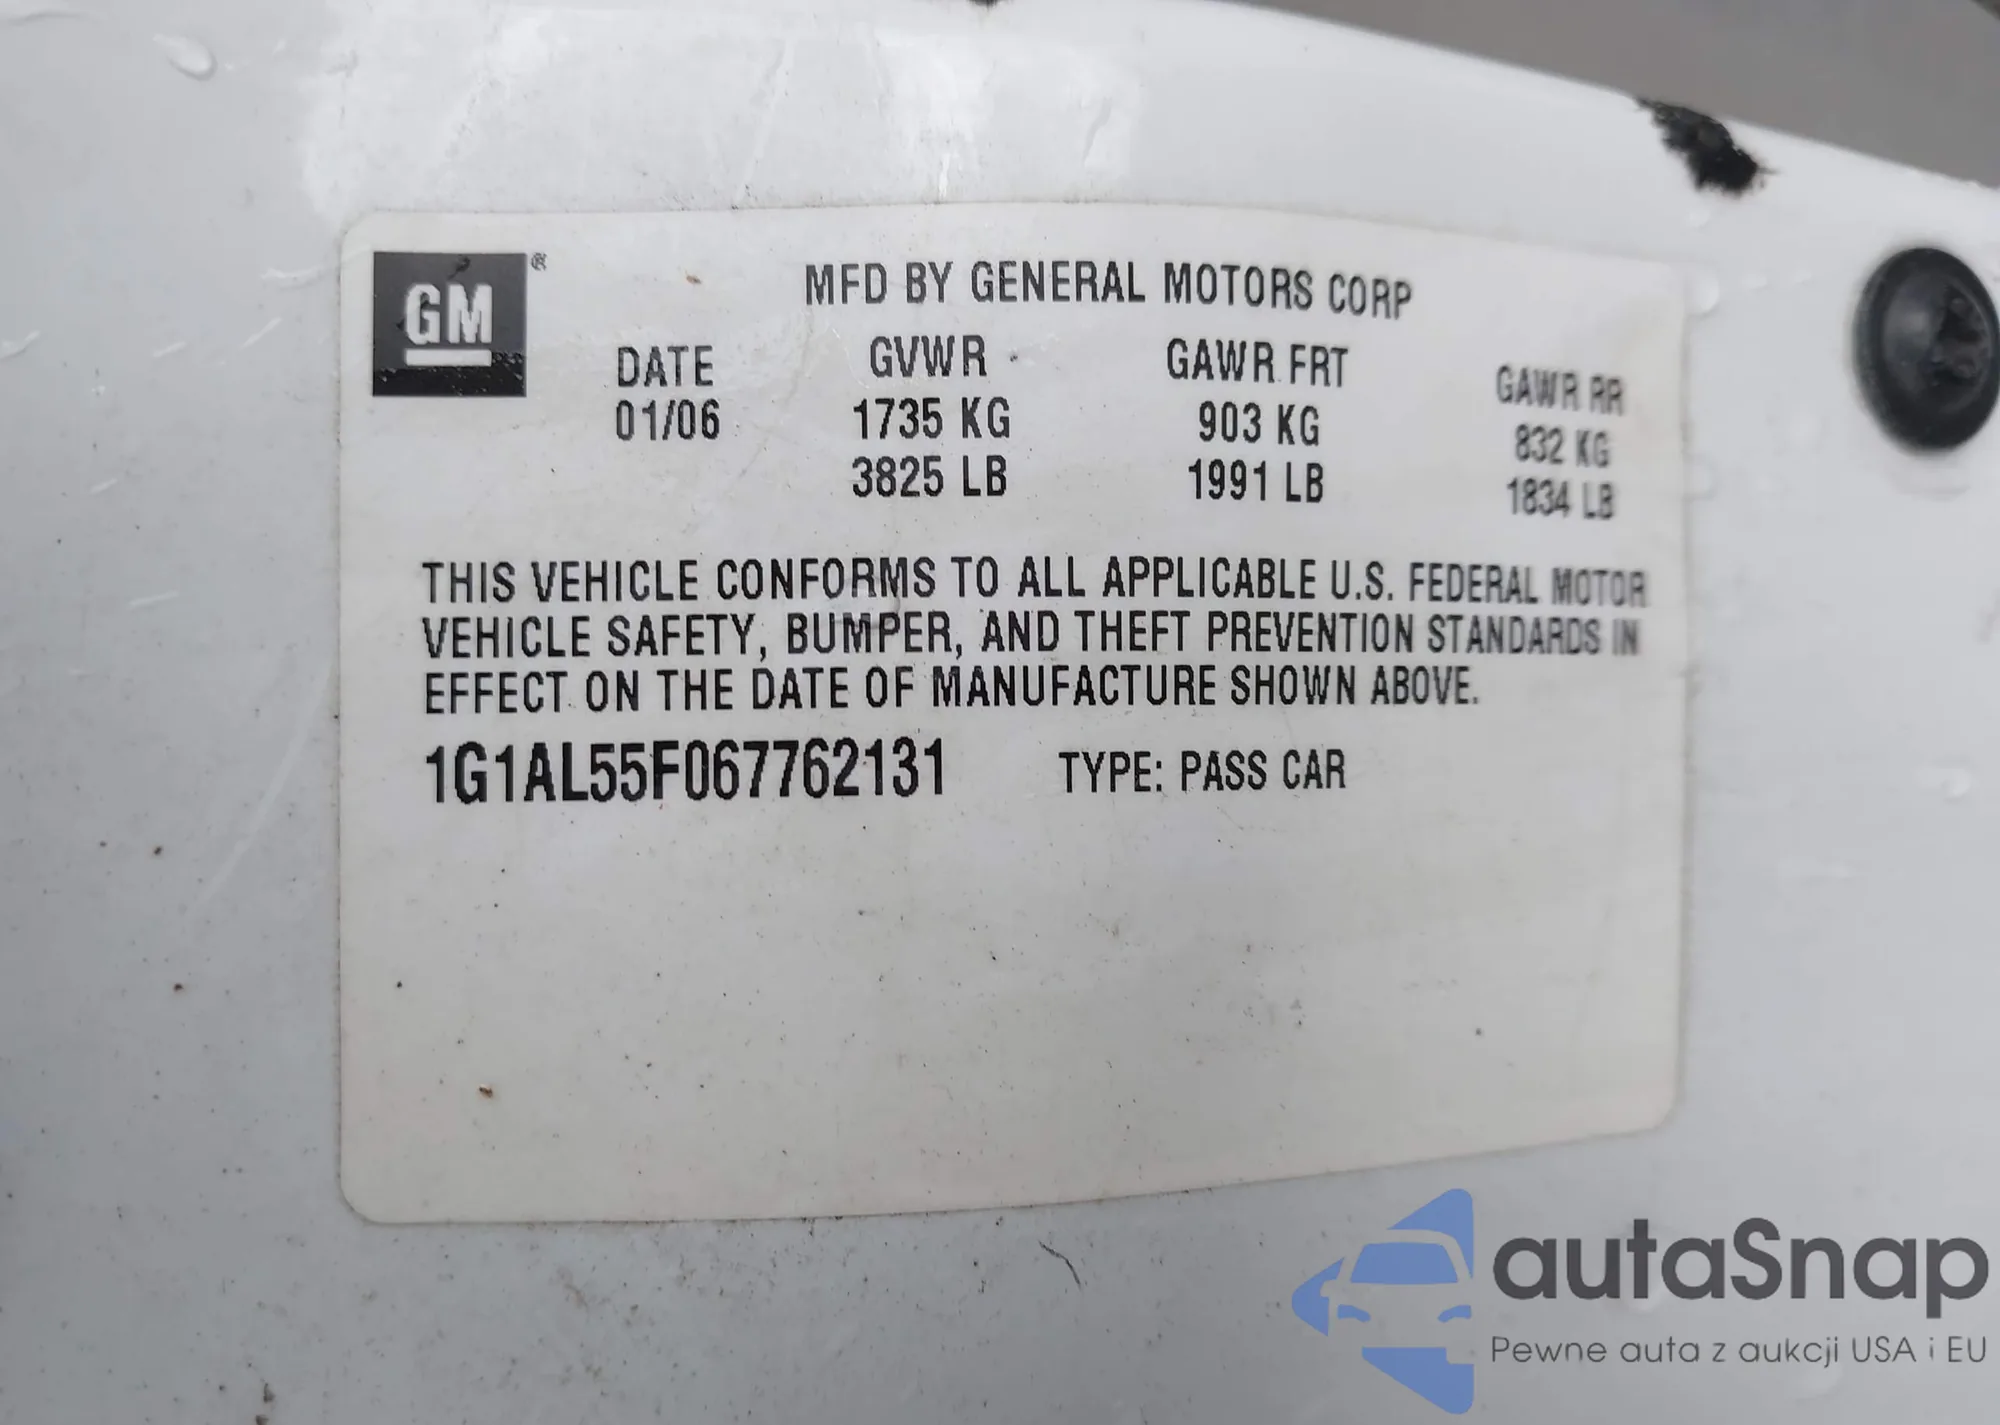 GM®
MFD BY GENERAL MOTORS CORP
DATE GVWR GAWR FRT GAWR RR
01/06 1735 KG 903 KG 832 KG
3825 LB 1991 LB 1834 LB
THIS VEHICLE CONFORMS TO ALL APPLICABLE U.S. FEDERAL MOTOR
VEHICLE SAFETY, BUMPER, AND THEFT PREVENTION STANDARDS IN
EFFECT ON THE DATE OF MANUFACTURE SHOWN ABOVE.
1G1AL55F067762131 TYPE: PASS CAR
autaSnap
Pewne auta z aukcji USA i EU